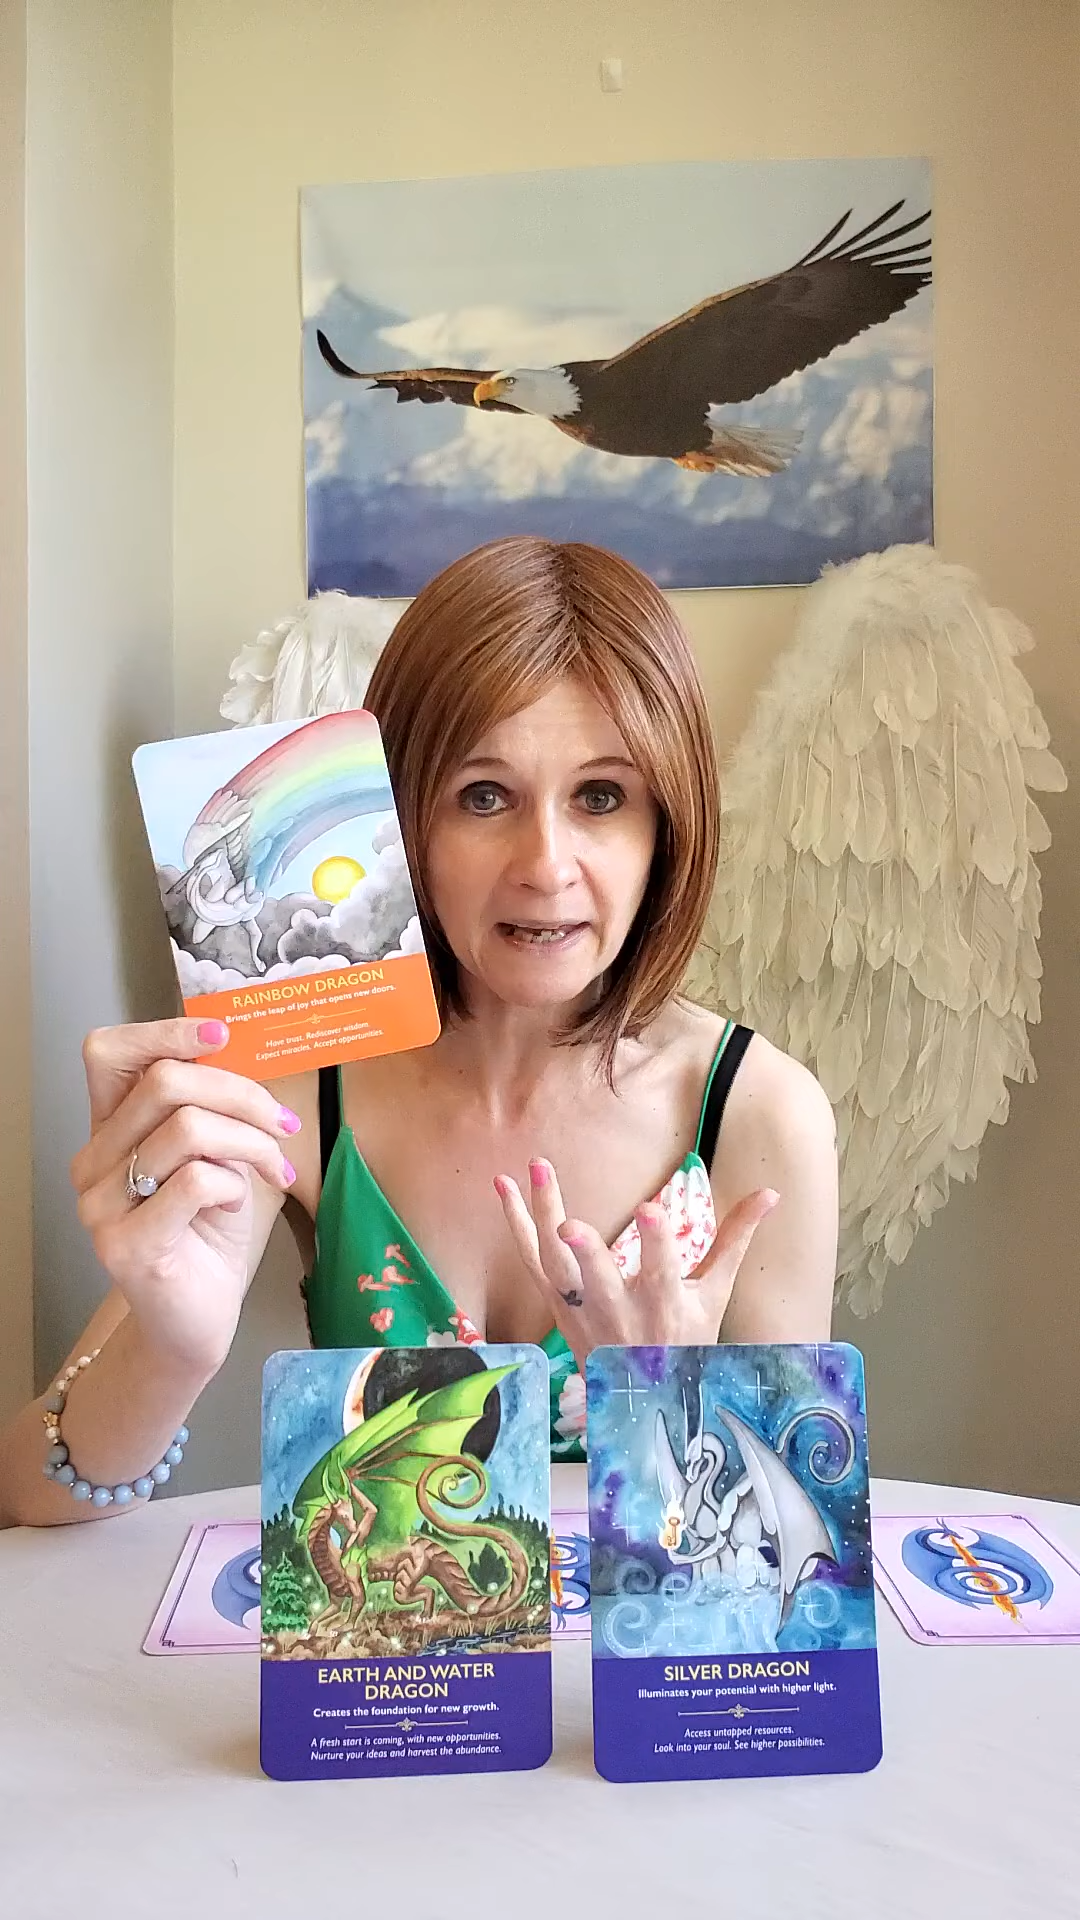 RAINBOW DRAGON
Brings the leap of joy that opens new doors.
Have trust. Rediscover wisdom.
Expect miracles. Accept opportunities.
EARTH AND WATER
DRAGON
Creates the foundation for new growth.
A fresh start is coming, with new opportunities.
Nurture your ideas and harvest the abundance.
SILVER DRAGON
Illuminates your potential with higher light.
Access untapped resources.
Look into your soul. See higher possibilities.